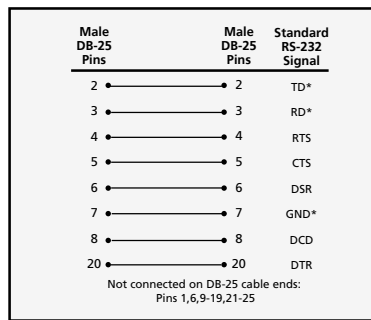 Male Male Standard
DB-25 DB-25 RS-232
Pins Pins Signal
2 2 TD*
3 3 RD*
4 4 RTS
5 5 CTS
6 6 DSR
7 7 GND*
8 8 DCD
20 20 DTR
Not connected on DB-25 cable ends:
Pins 1,6,9-19,21-25